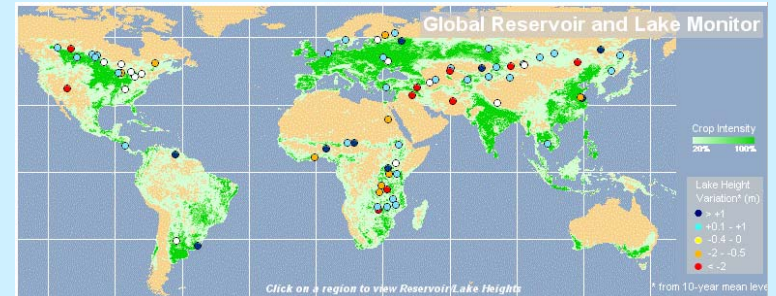 Global Reservoir and Lake Monitor
Crop Intensity
20% 100%
Lake Height
Variation* (m)
> +1
+0.1 - +1
-0.4 - 0
-2 - -0.5
< -2
Click on a region to view Reservoir/Lake Heights
* from 10-year mean leve